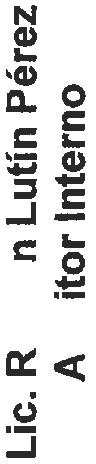 Lic. R n Lutín Pérez
A itor Interno